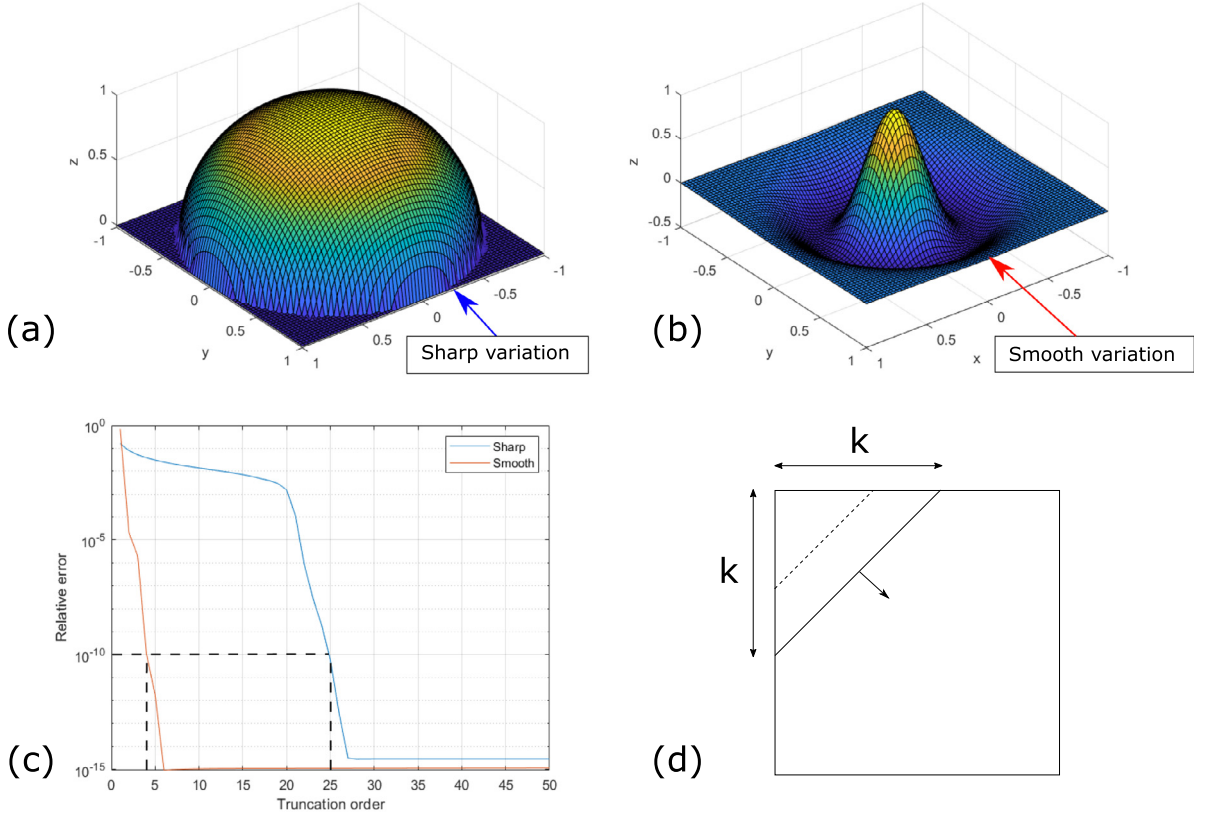 1
0.5
0
z
-1
-0.5
0
0.5
1
y
1
0.5
0
-0.5
-1
Sharp variation
(a)
1
0.5
0
-0.5
z
-1
-0.5
0
0.5
1
y
1
0.5
0
-0.5
-1
x
Smooth variation
(b)
10^0
10^-5
10^-10
10^-15
Relative error
0 5 10 15 20 25 30 35 40 45 50
Truncation order
Sharp
Smooth
(c)
k
k
(d)